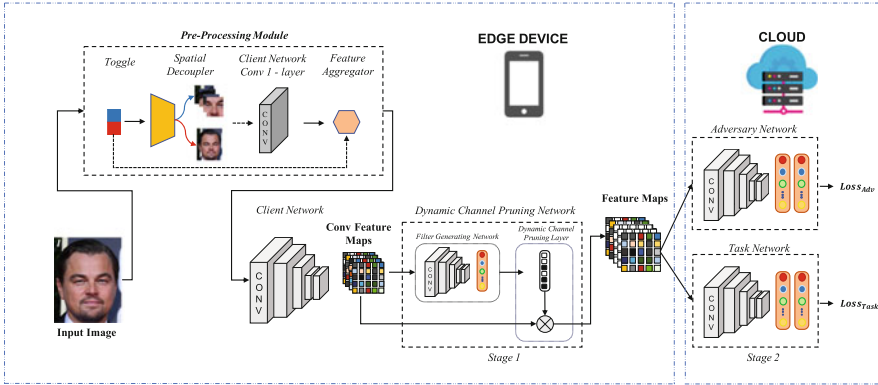 Pre-Processing Module
Toggle
Spatial
Decoupler
Client Network
Conv 1 - layer
Feature
Aggregator
CONV
EDGE DEVICE
CLOUD
Adversary Network
CONV
Loss_Adv
Input Image
Client Network
CONV
Conv Feature
Maps
Dynamic Channel Pruning Network
Filter Generating Network
CONV
Dynamic Channel
Pruning Layer
Stage 1
Feature Maps
Task Network
CONV
Loss_Task
Stage 2